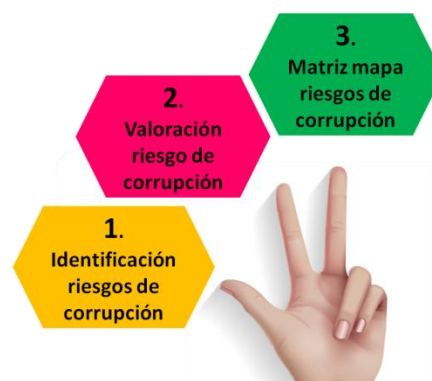 1.
Identificación
riesgos de
corrupción
2.
Valoración
riesgo de
corrupción
3.
Matriz mapa
riesgos de
corrupción